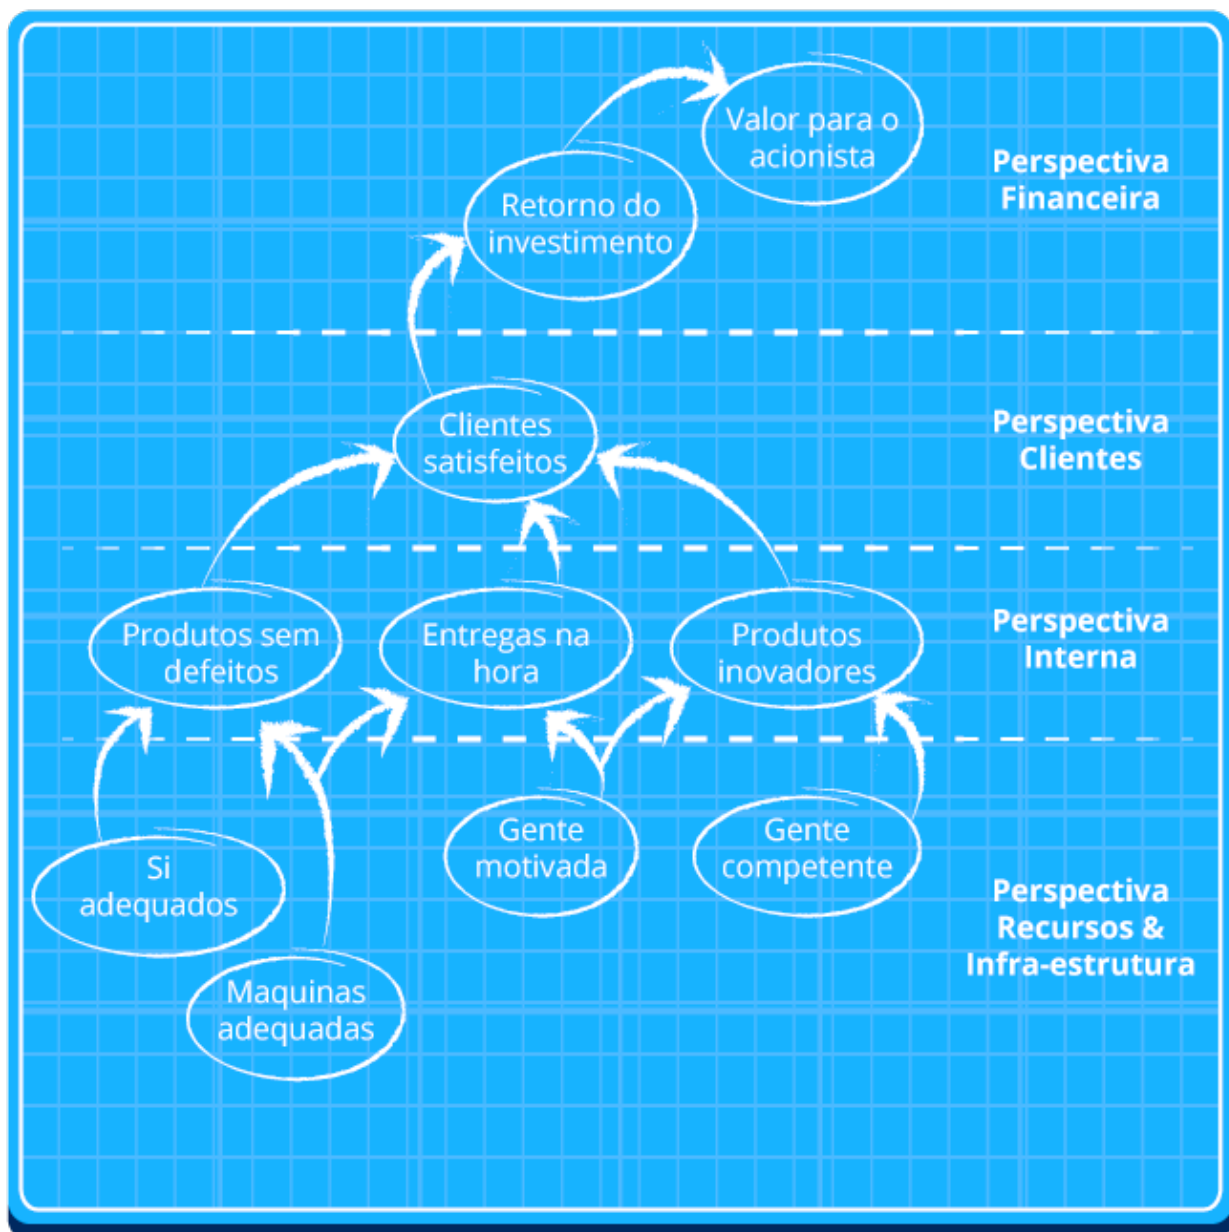 Valor para o
acionista
Retorno do
investimento
Perspectiva
Financeira
Clientes
satisfeitos
Perspectiva
Clientes
Produtos sem
defeitos
Entregas na
hora
Produtos
inovadores
Perspectiva
Interna
Si
adequados
Maquinas
adequadas
Gente
motivada
Gente
competente
Perspectiva
Recursos &
Infra-estrutura